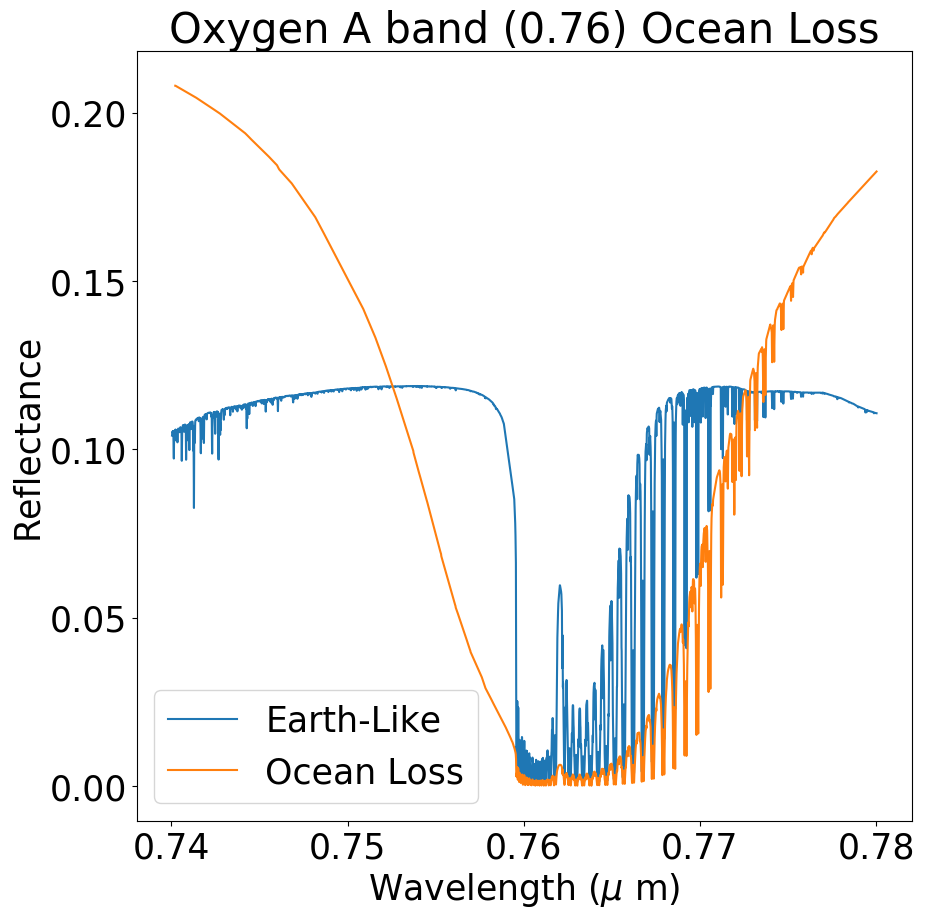 Oxygen A band (0.76) Ocean Loss
0.20
0.15
0.10
0.05
0.00
Reflectance
Earth-Like
Ocean Loss
0.74 0.75 0.76 0.77 0.78
Wavelength (μ m)